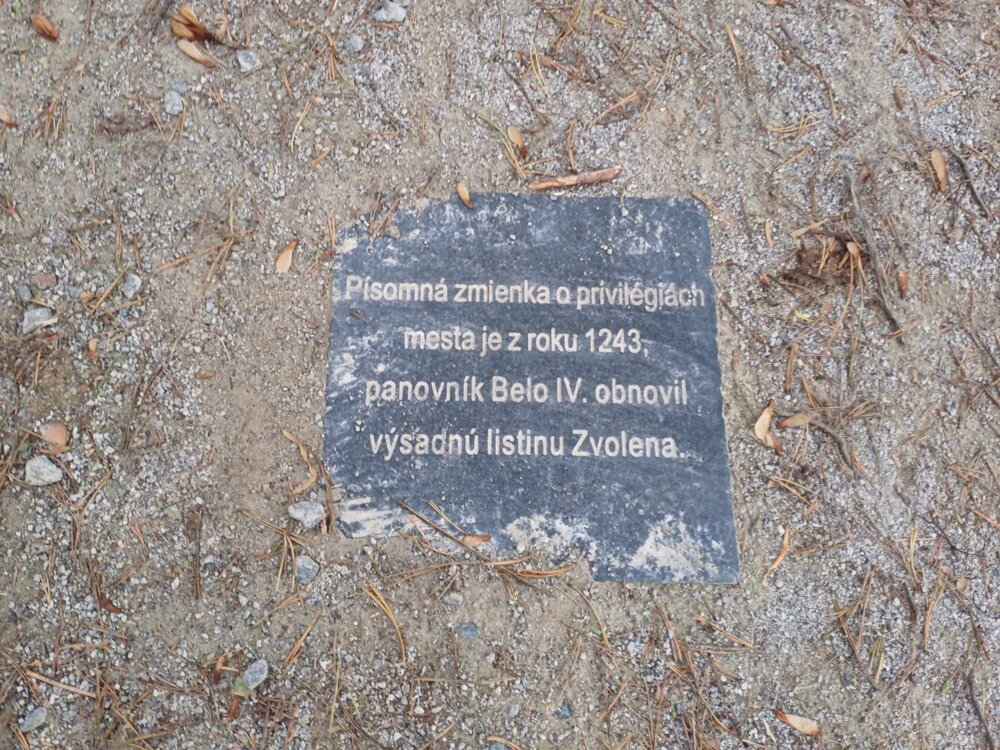 Písomná zmienka o privilégiách
mesta je z roku 1243,
panovník Belo IV. obnovil
výsadnú listinu Zvolena.